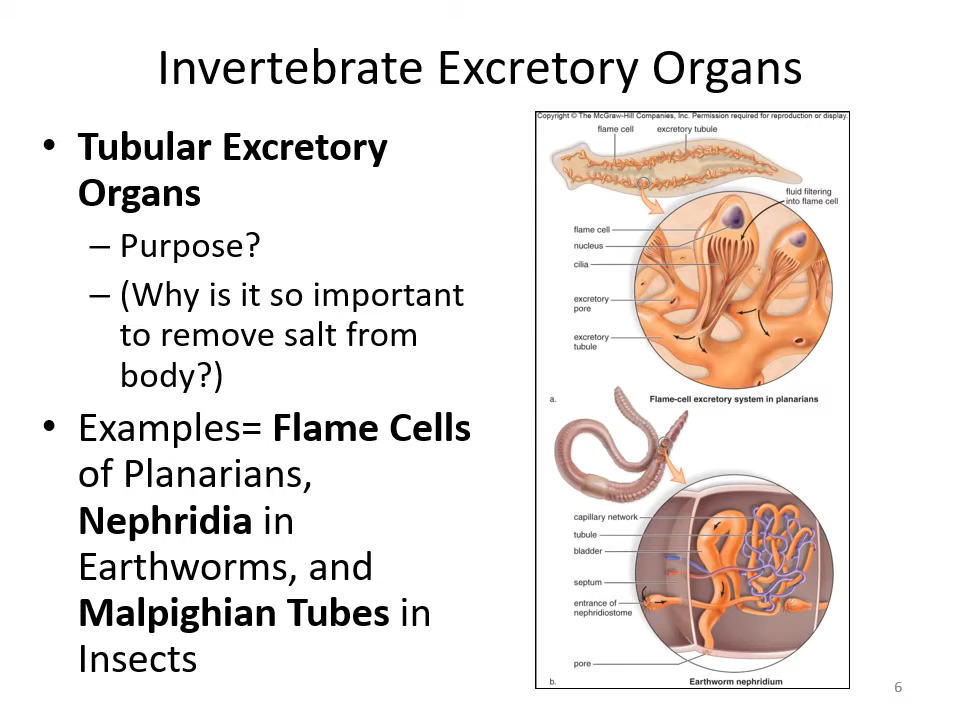 Invertebrate Excretory Organs
• Tubular Excretory
Organs
– Purpose?
– (Why is it so important
to remove salt from
body?)
• Examples= Flame Cells
of Planarians,
Nephridia in
Earthworms, and
Malpighian Tubes in
Insects
Copyright © The McGraw-Hill Companies, Inc. Permission required for reproduction or display.
flame cell
excretory tubule
fluid filtering
into flame cell
flame cell
nucleus
cilia
excretory
pore
excretory
tubule
a.
Flame-cell excretory system in planarians
capillary network
tubule
bladder
septum
entrance of
nephridiostome
pore
b.
Earthworm nephridium
6